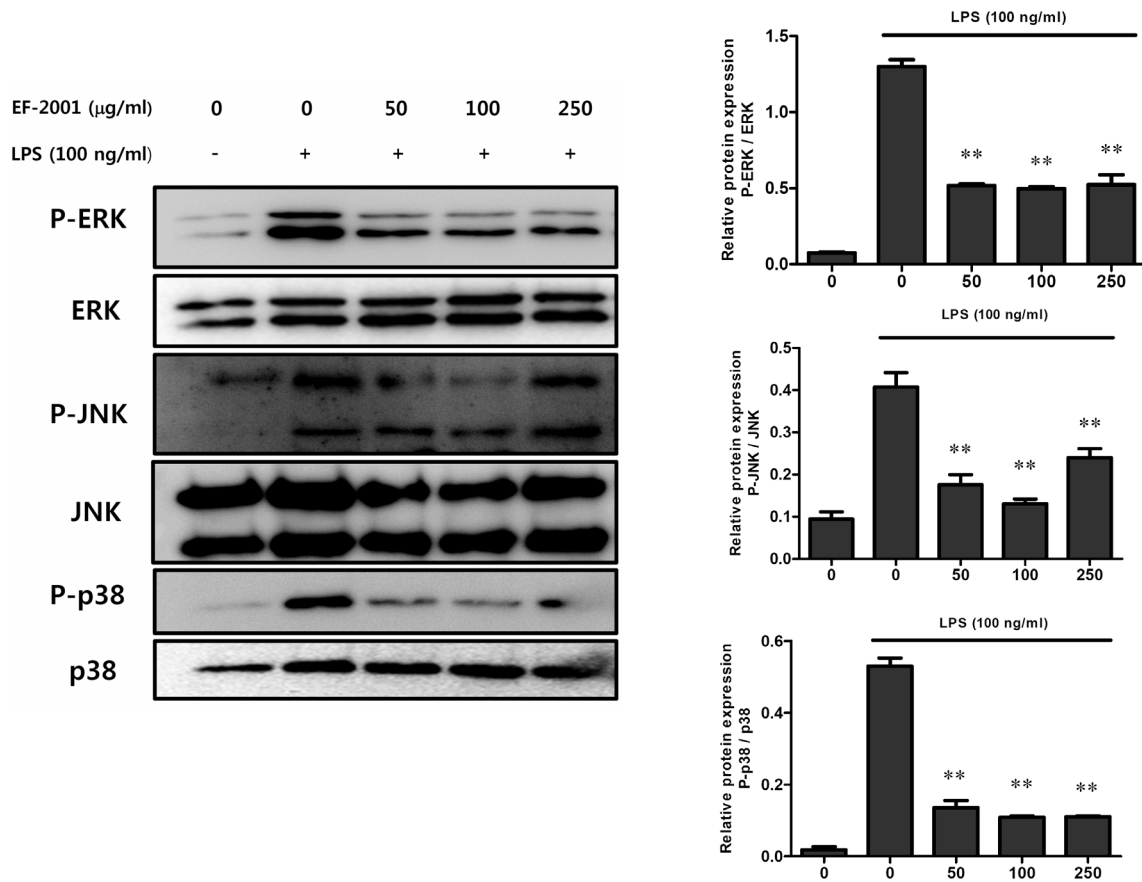 EF-2001 (μg/ml) 0 0 50 100 250
LPS (100 ng/ml) - + + + +
P-ERK
ERK
P-JNK
JNK
P-p38
p38
LPS (100 ng/ml)
Relative protein expression
P-ERK / ERK
1.5
1.0
0.5
0.0
** ** **
0 0 50 100 250
LPS (100 ng/ml)
Relative protein expression
P-JNK / JNK
0.5
0.4
0.3
0.2
0.1
0.0
** ** **
0 0 50 100 250
LPS (100 ng/ml)
Relative protein expression
P-p38 / p38
0.6
0.4
0.2
0.0
** ** **
0 0 50 100 250